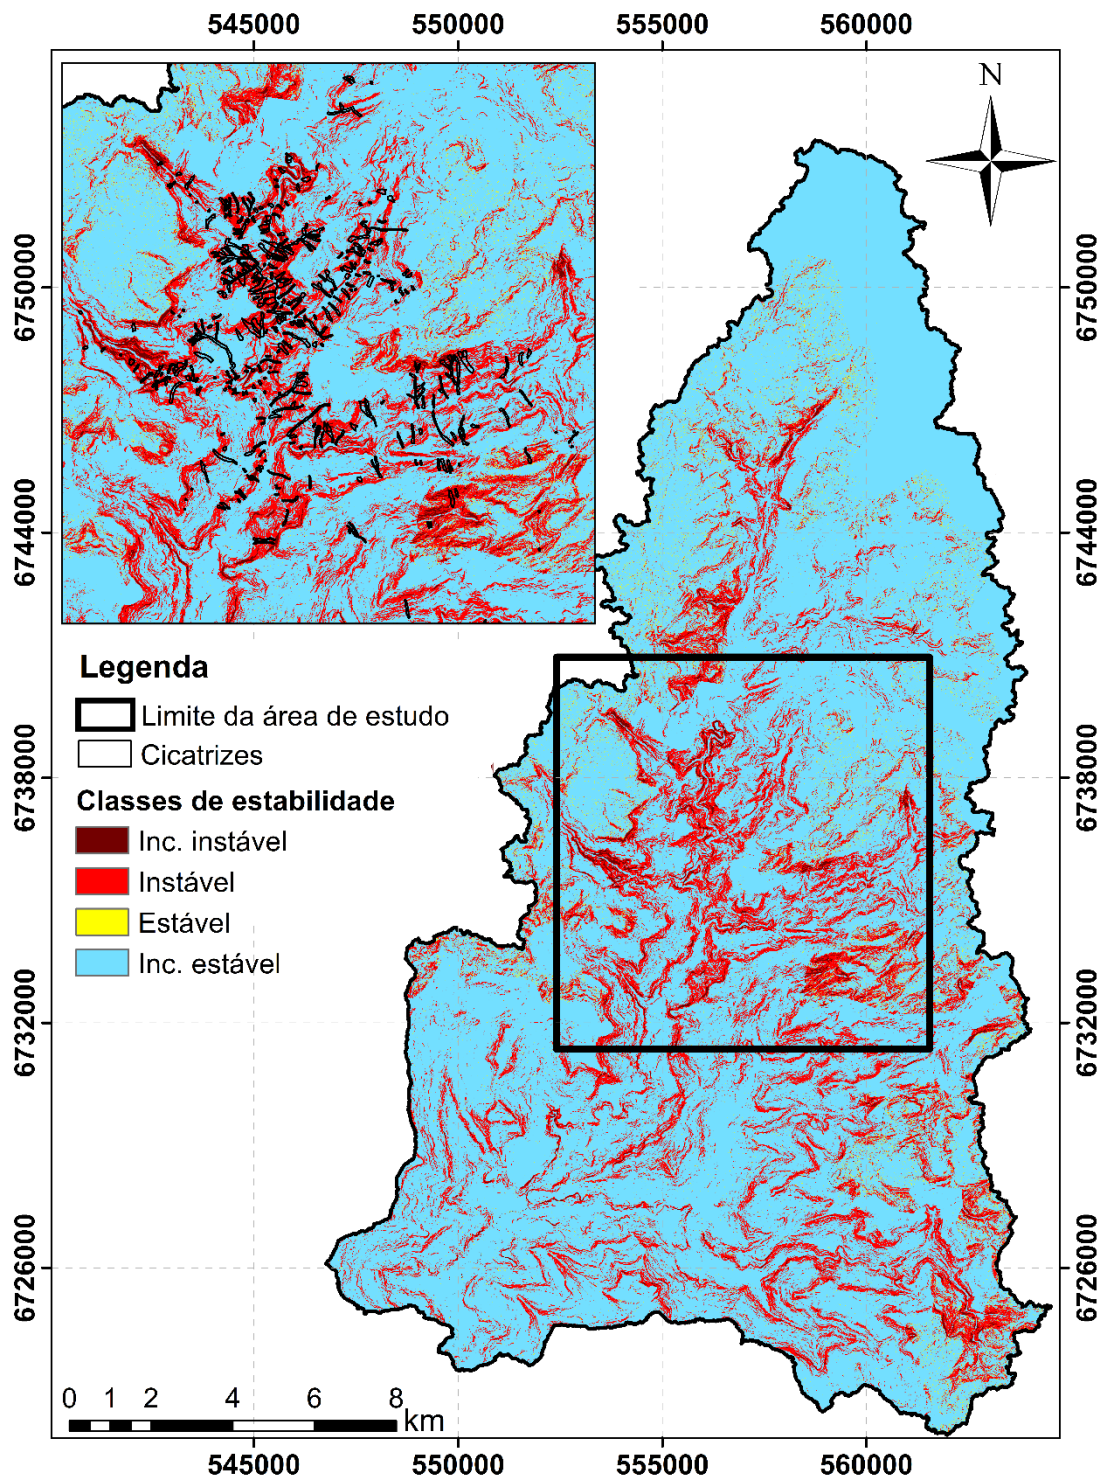 545000 550000 555000 560000
N
6750000
6744000
6738000
6732000
6726000
6750000
6744000
6738000
6732000
6726000
Legenda
Limite da área de estudo
Cicatrizes
Classes de estabilidade
Inc. instável
Instável
Estável
Inc. estável
0 1 2 4 6 8
km
545000 550000 555000 560000